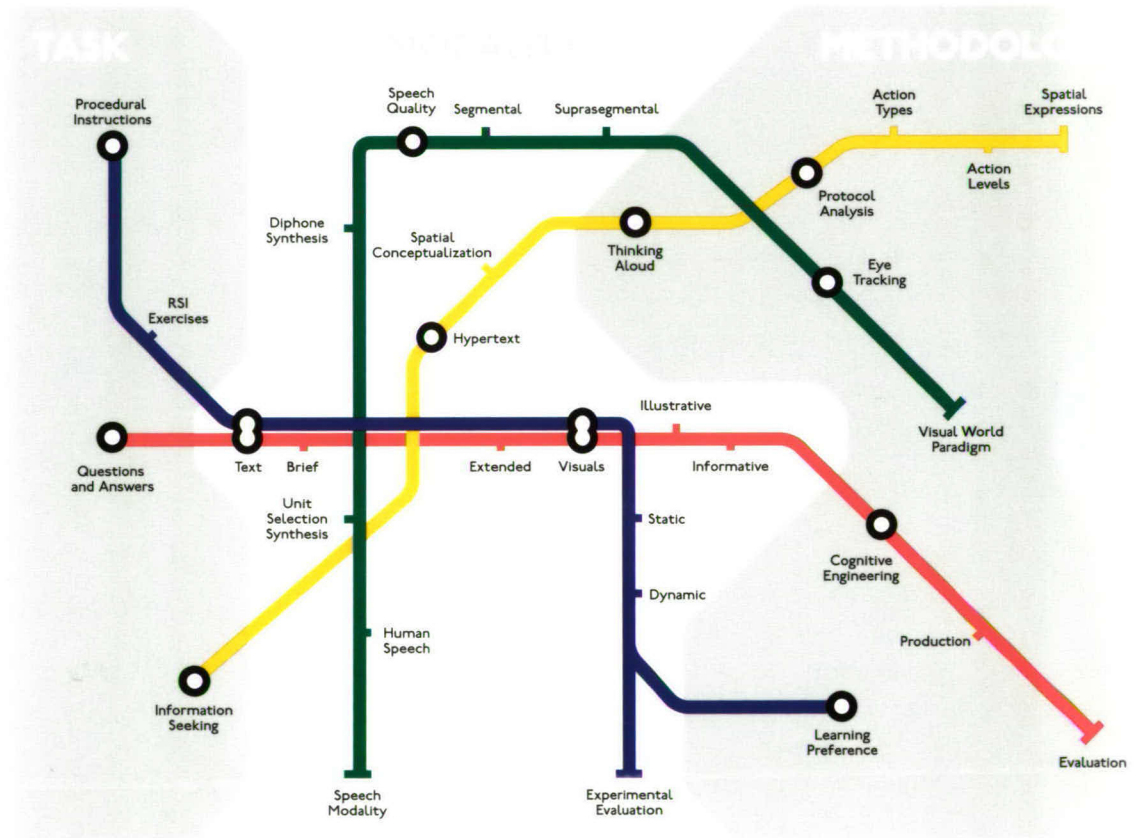 TASK
Procedural
Instructions
Speech
Quality
Segmental
Suprasegmental
Action
Types
Spatial
Expressions
Action
Levels
Protocol
Analysis
Diphone
Synthesis
Spatial
Conceptualization
Thinking
Aloud
Eye
Tracking
RSI
Exercises
Hypertext
Illustrative
Visual World
Paradigm
Questions
and Answers
Text
Brief
Extended
Visuals
Informative
Unit
Selection
Synthesis
Static
Cognitive
Engineering
Dynamic
Human
Speech
Production
Information
Seeking
Learning
Preference
Evaluation
Speech
Modality
Experimental
Evaluation